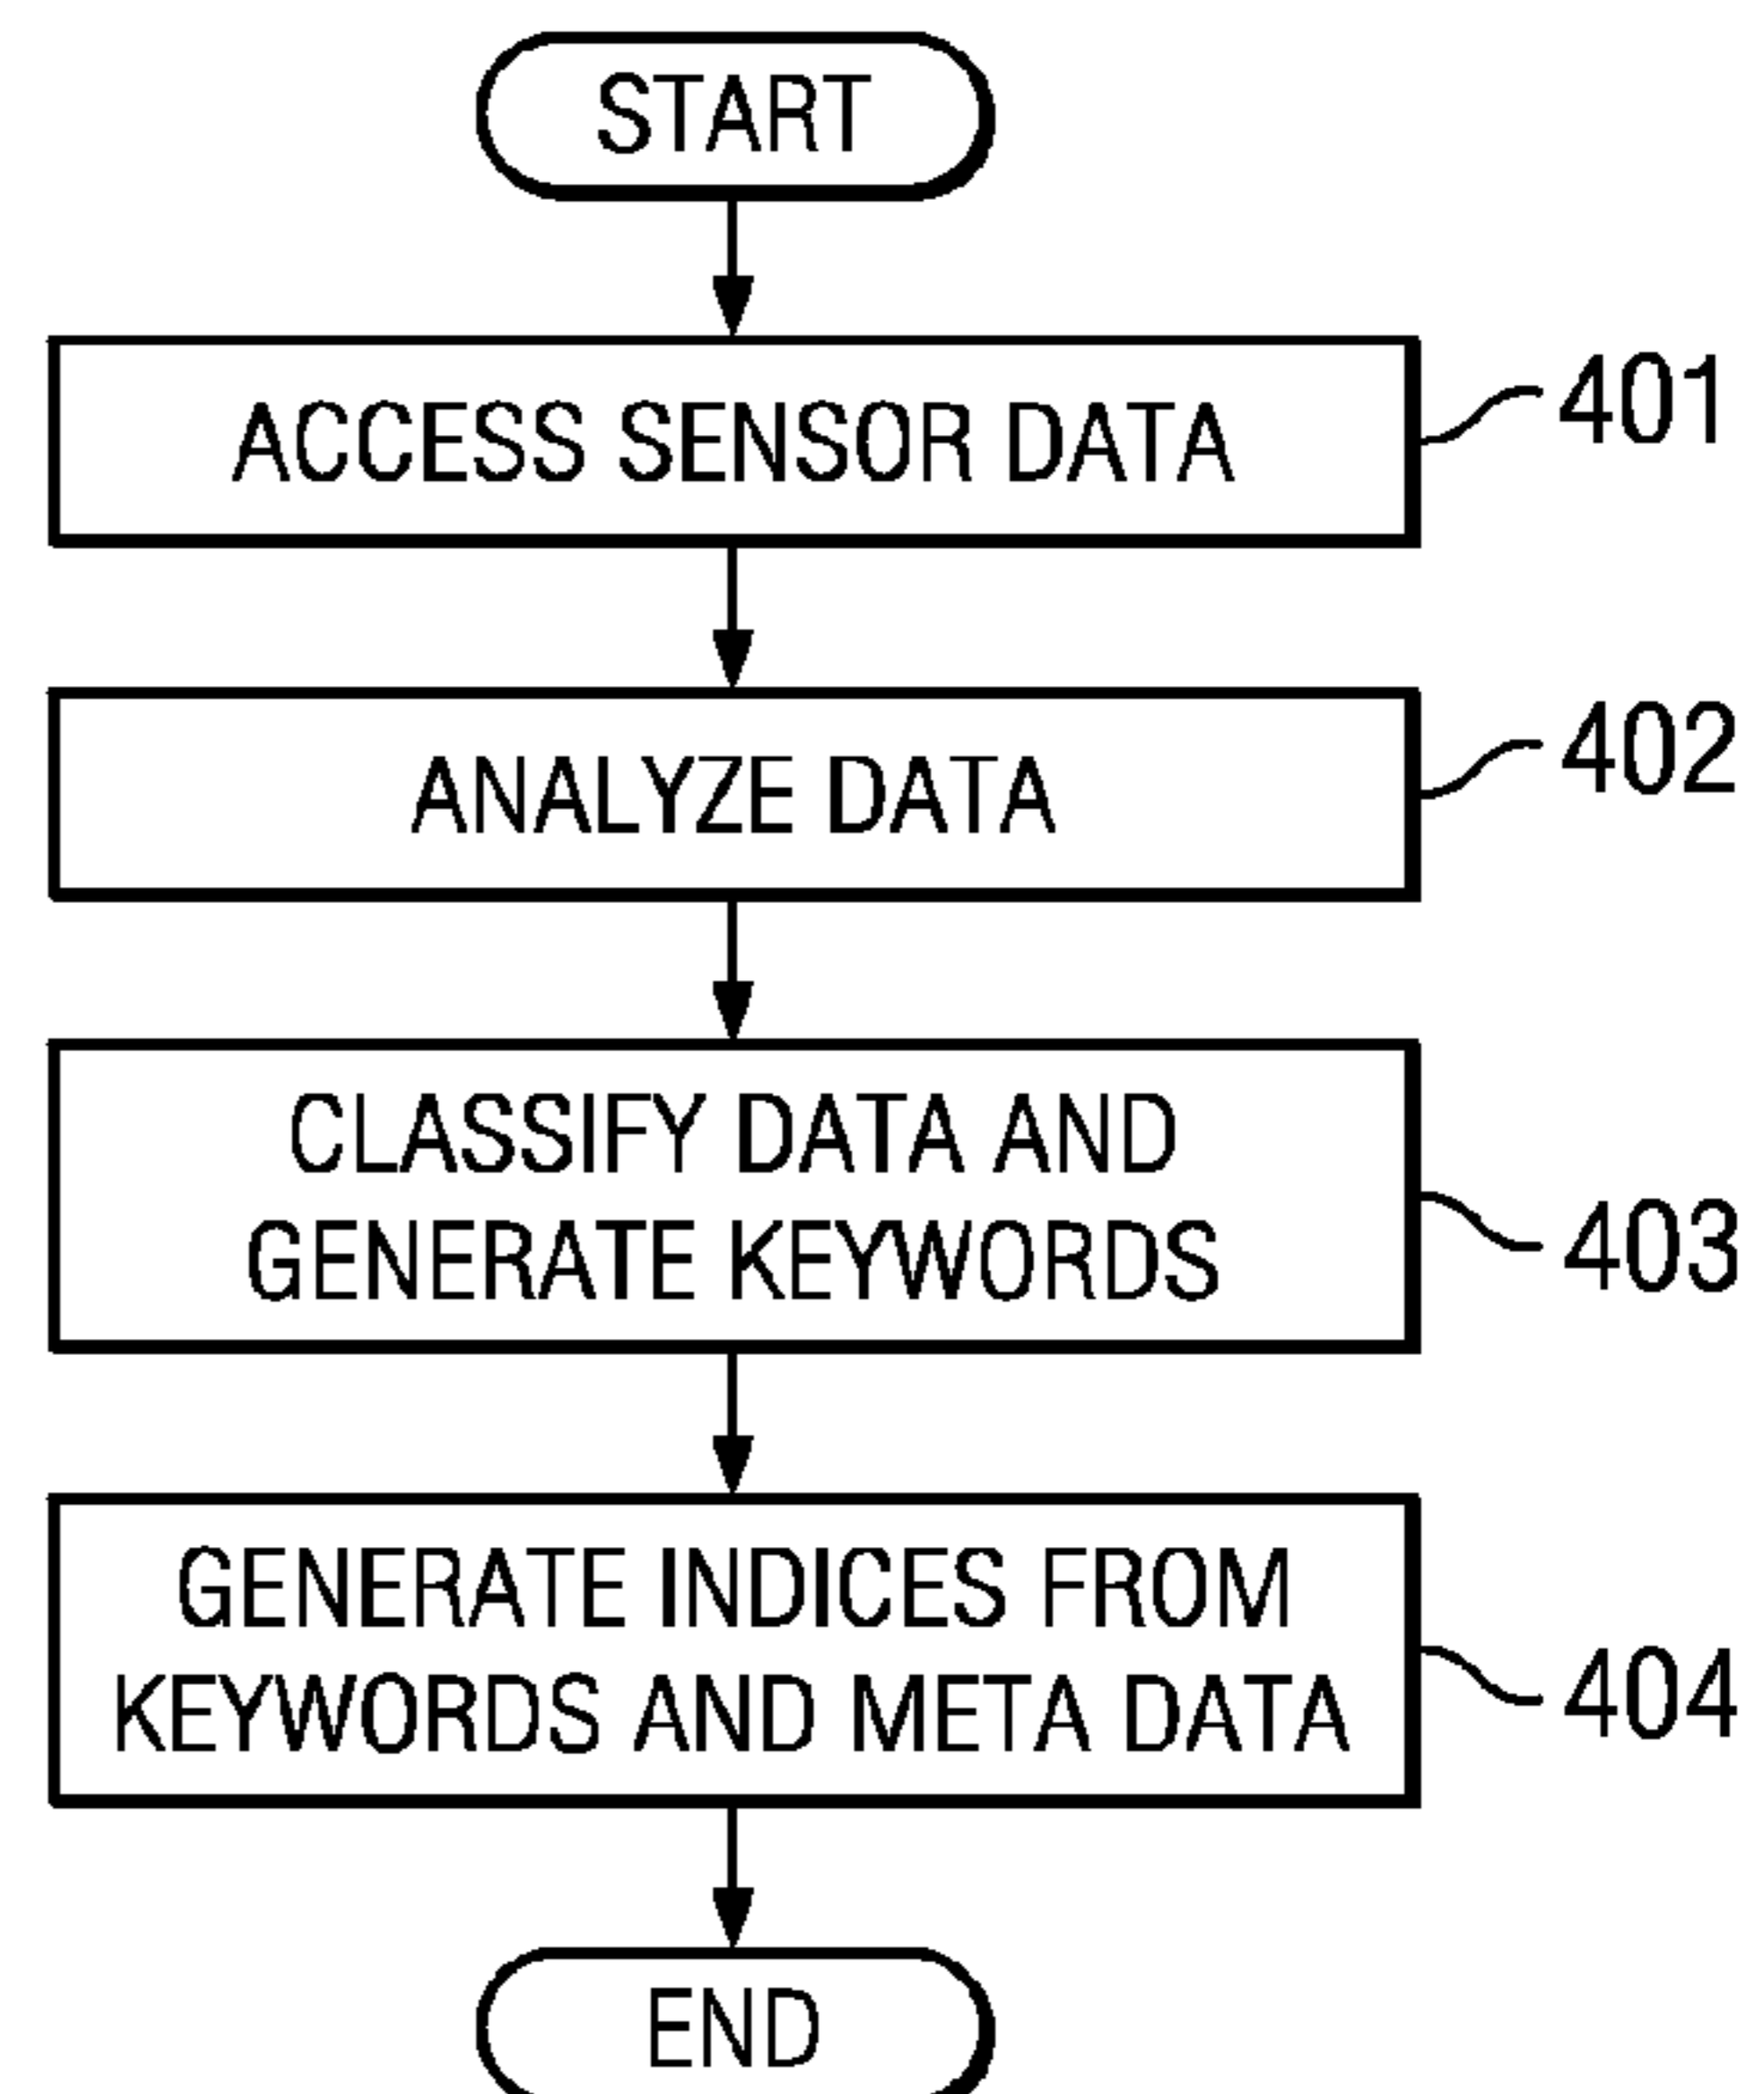 START
ACCESS SENSOR DATA
401
ANALYZE DATA
402
CLASSIFY DATA AND
GENERATE KEYWORDS
403
GENERATE INDICES FROM
KEYWORDS AND META DATA
404
END